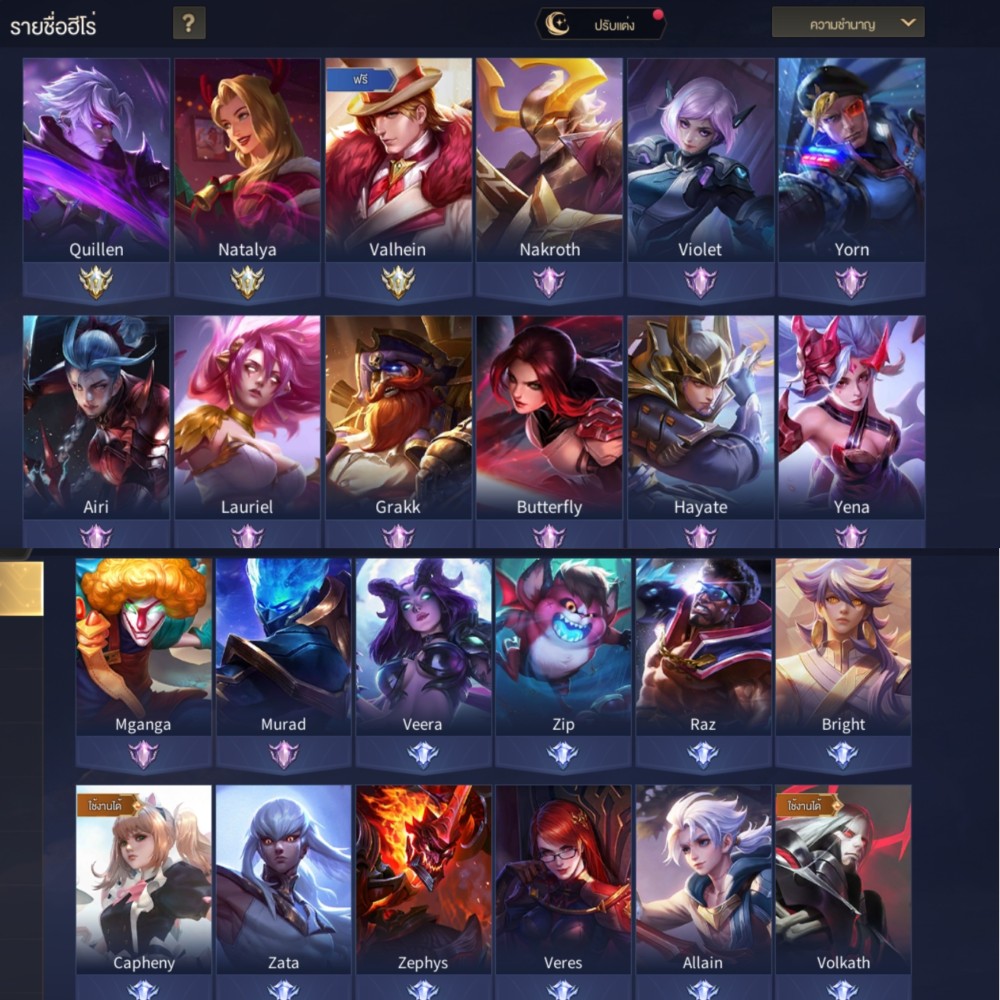 รายชื่อฮีโร่ ? ปรับแต่ง ความชำนาญ
ฟรี
Quillen Natalya Valhein Nakroth Violet Yorn
Airi Lauriel Grakk Butterfly Hayate Yena
Mganga Murad Veera Zip Raz Bright
ใช้งานได้ ใช้งานได้
Capheny Zata Zephys Veres Allain Volkath